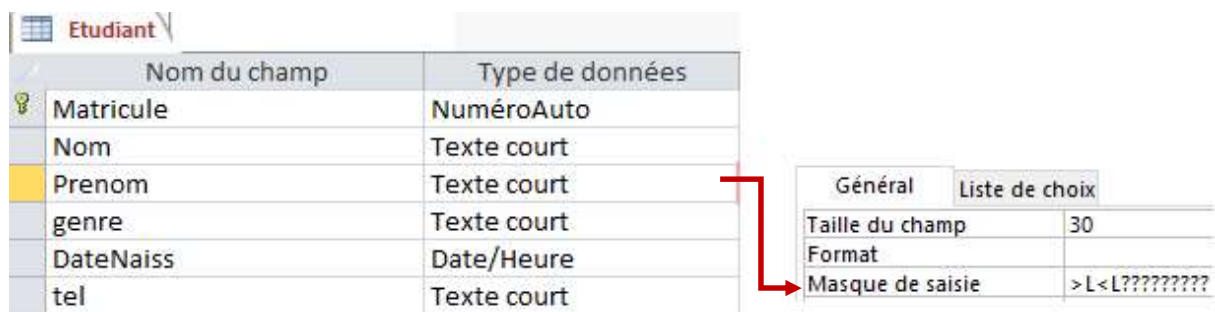 Etudiant
Nom du champ Type de données
Matricule NuméroAuto
Nom Texte court
Prenom Texte court
genre Texte court
DateNaiss Date/Heure
tel Texte court
Général Liste de choix
Taille du champ 30
Format
Masque de saisie >L<L?????????